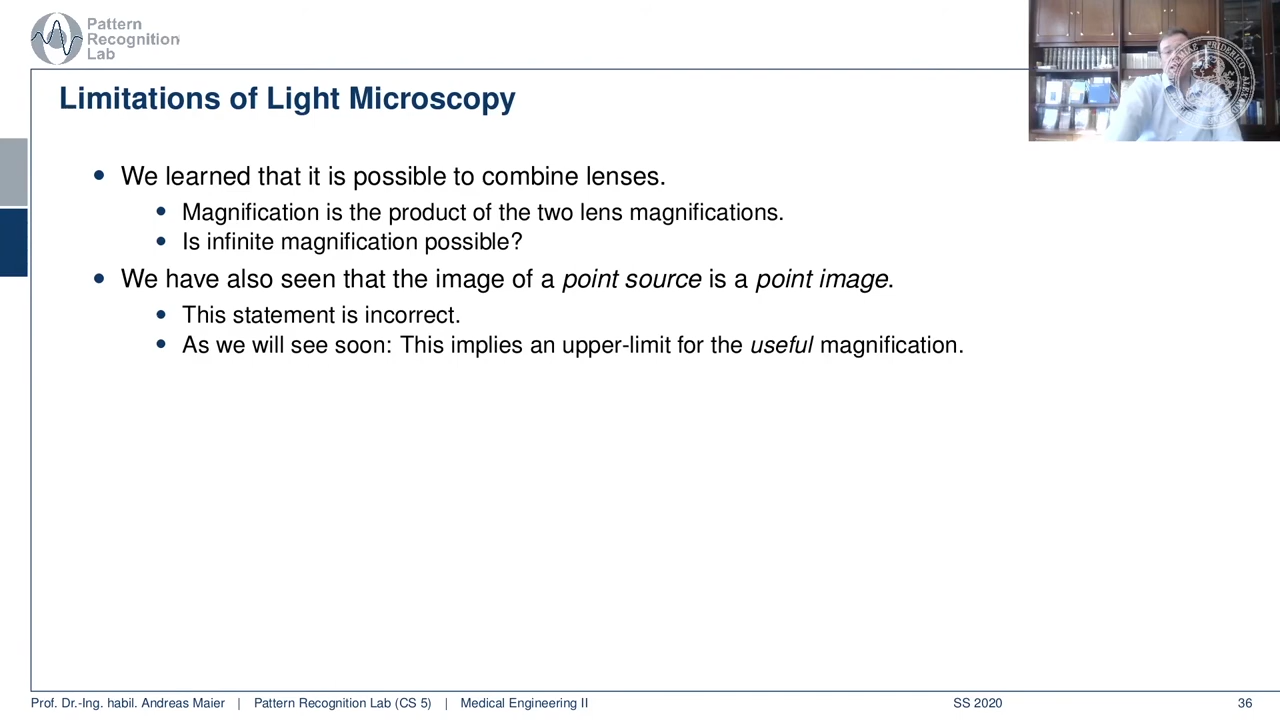 Pattern
Recognition
Lab
Limitations of Light Microscopy
• We learned that it is possible to combine lenses.
• Magnification is the product of the two lens magnifications.
• Is infinite magnification possible?
• We have also seen that the image of a point source is a point image.
• This statement is incorrect.
• As we will see soon: This implies an upper-limit for the useful magnification.
Prof. Dr.-Ing. habil. Andreas Maier | Pattern Recognition Lab (CS 5) | Medical Engineering II SS 2020 36